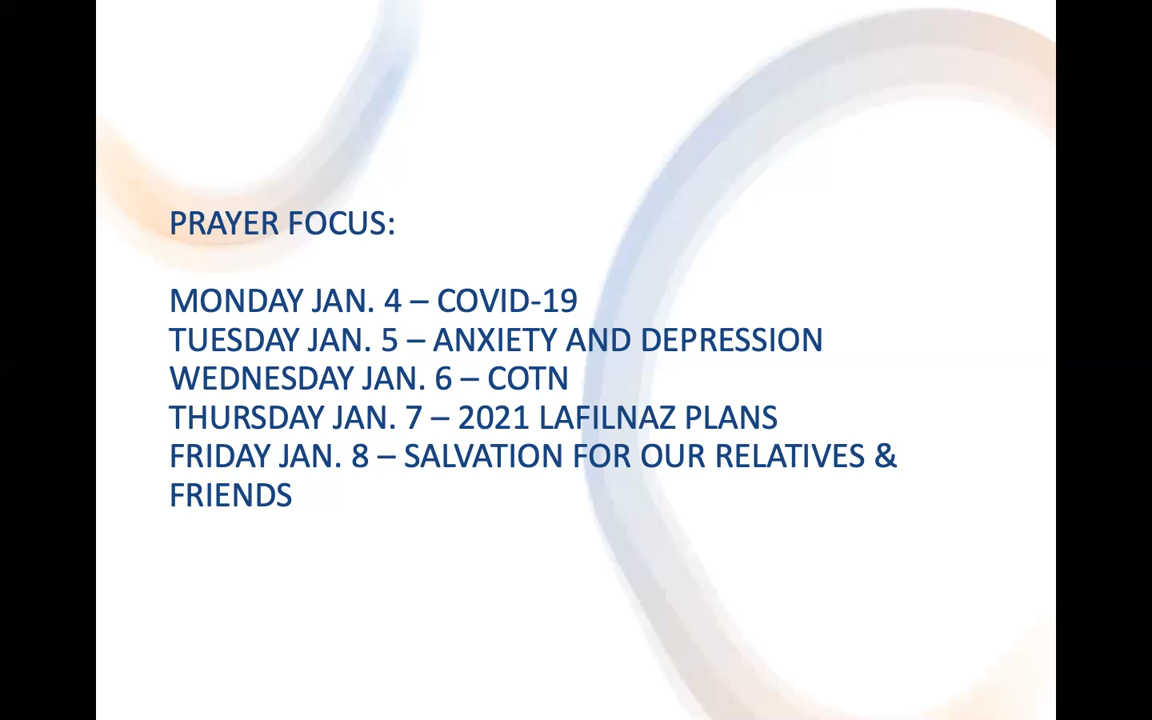 PRAYER FOCUS:
MONDAY JAN. 4 – COVID-19
TUESDAY JAN. 5 – ANXIETY AND DEPRESSION
WEDNESDAY JAN. 6 – COTN
THURSDAY JAN. 7 – 2021 LAFILNAZ PLANS
FRIDAY JAN. 8 – SALVATION FOR OUR RELATIVES &
FRIENDS